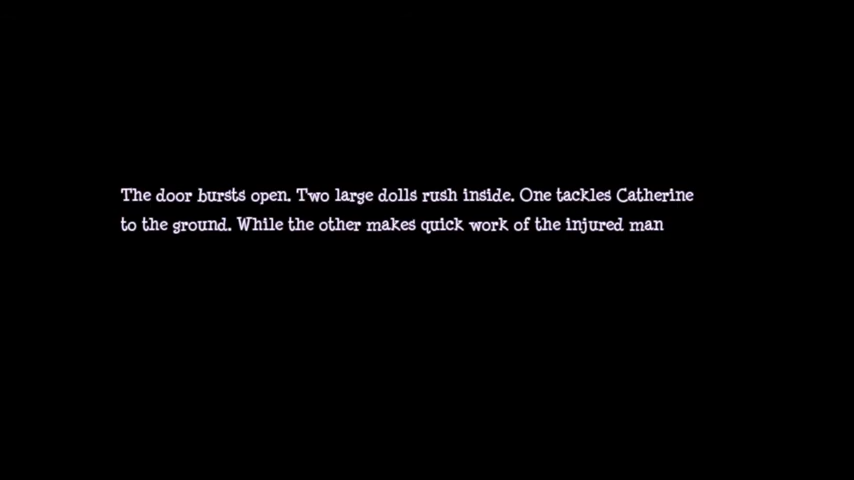 The door bursts open. Two large dolls rush inside. One tackles Catherine
to the ground. While the other makes quick work of the injured man